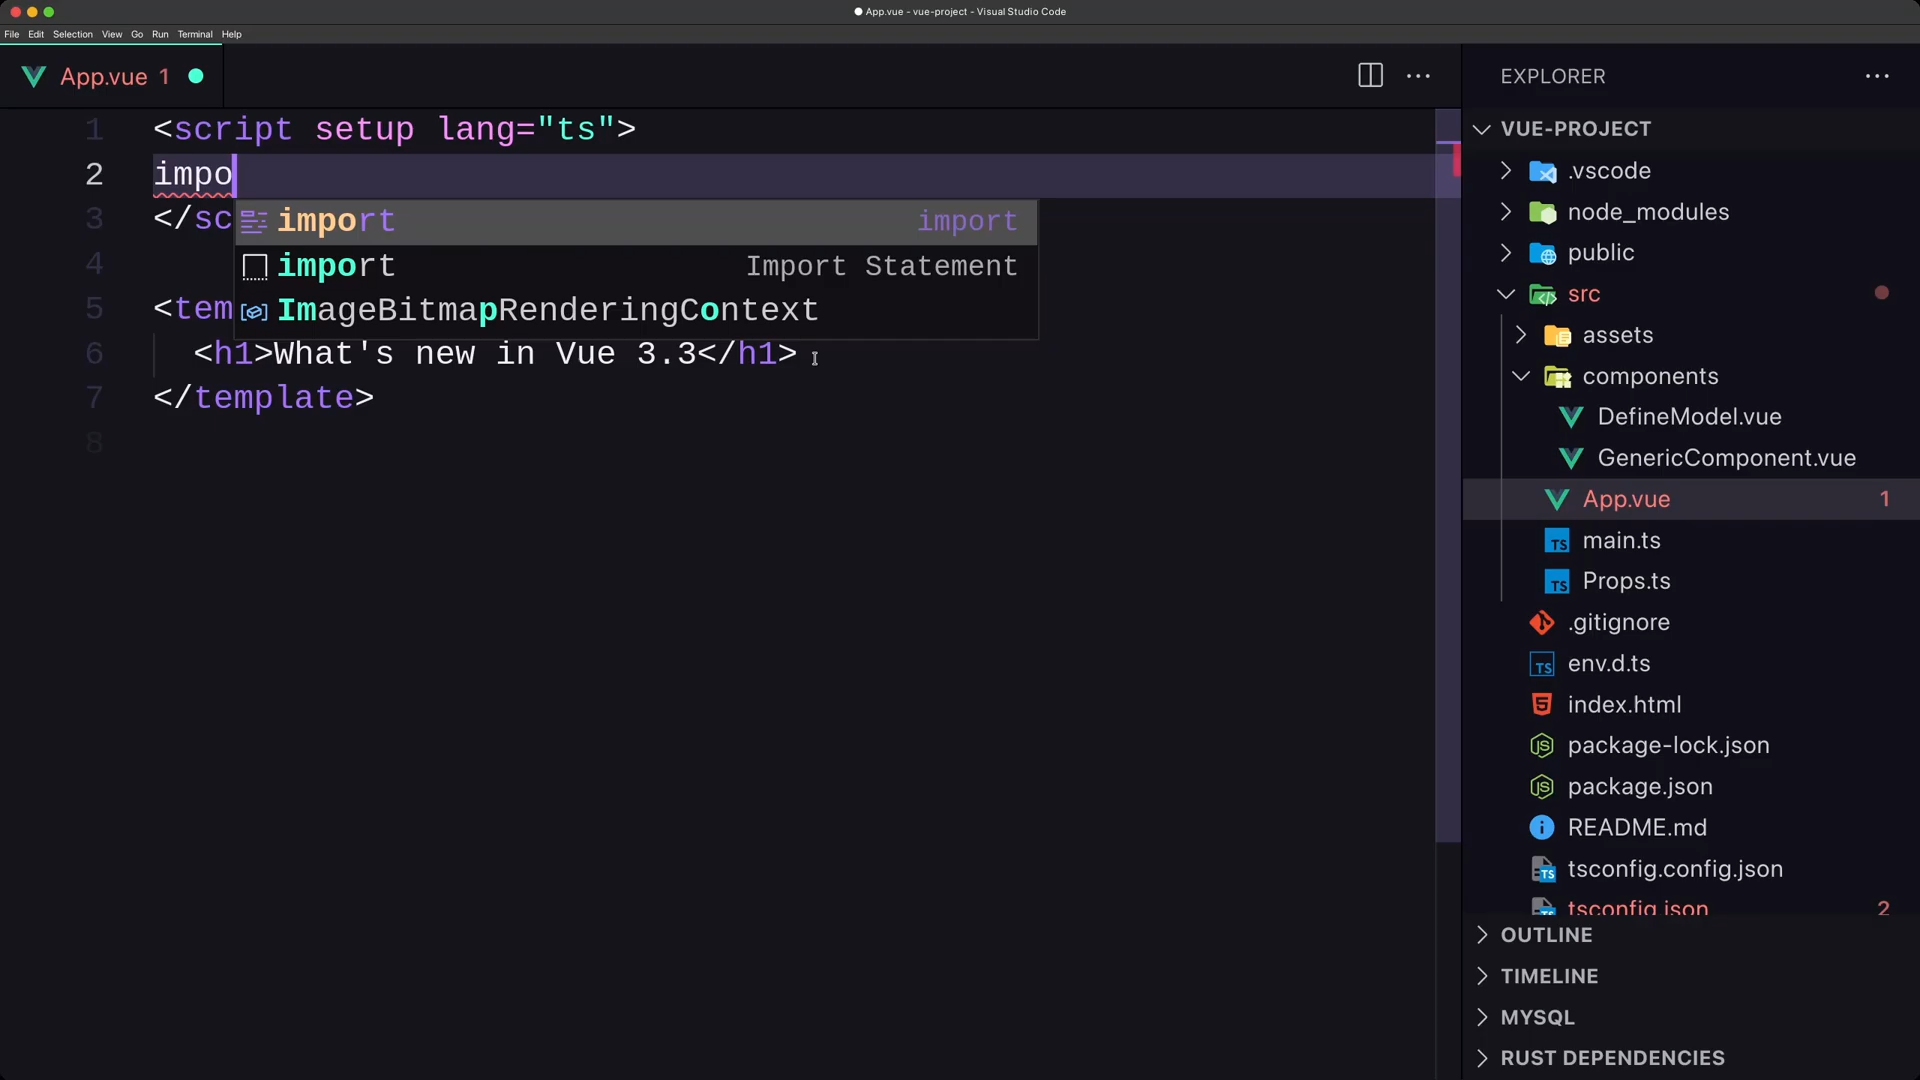 App.vue - vue-project - Visual Studio Code
File Edit Selection View Go Run Terminal Help
App.vue 1
1 <script setup lang="ts">
2 impo
3 </sc
import import
4
import Import Statement
5 <tem
ImageBitmapRenderingContext
6 <h1>What's new in Vue 3.3</h1>
7 </template>
8
EXPLORER
VUE-PROJECT
.vscode
node_modules
public
src
assets
components
DefineModel.vue
GenericComponent.vue
App.vue 1
main.ts
Props.ts
.gitignore
env.d.ts
index.html
package-lock.json
package.json
README.md
tsconfig.config.json
tsconfig.json 2
OUTLINE
TIMELINE
MYSQL
RUST DEPENDENCIES